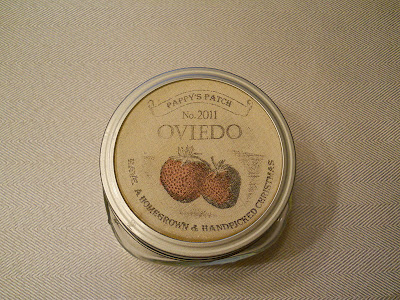 PAPPY'S PATCH
No. 2011
OVIEDO
A HOMEGROWN & HANDPICKED CHRISTMAS